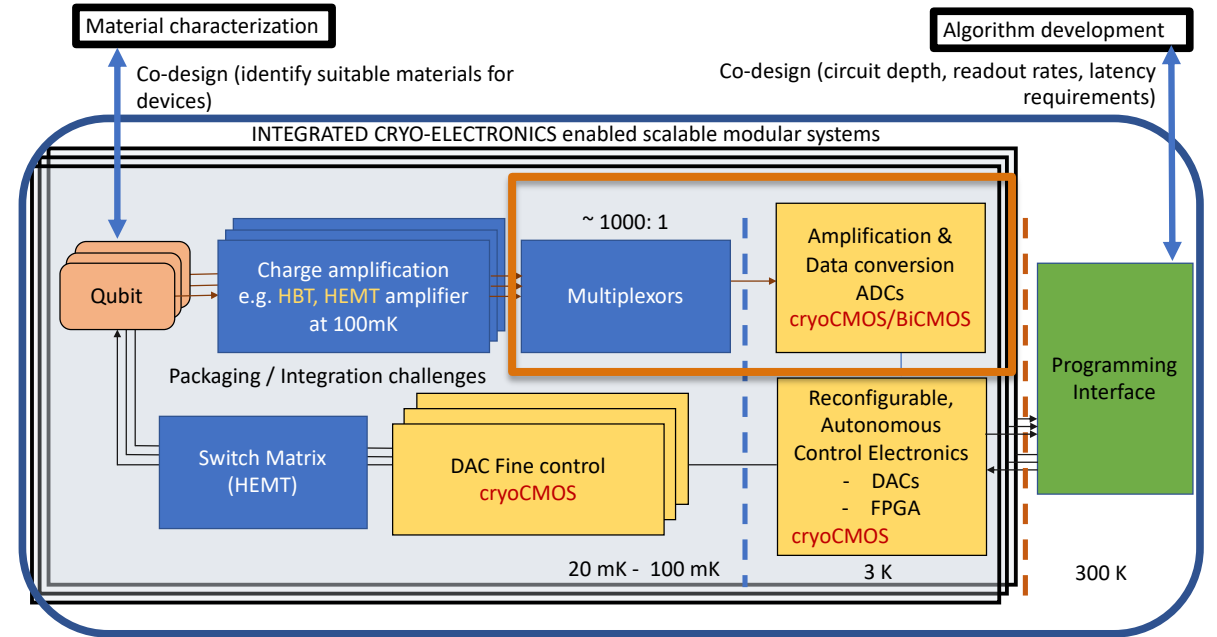 Material characterization
Algorithm development
Co-design (identify suitable materials for
devices)
Co-design (circuit depth, readout rates, latency
requirements)
INTEGRATED CRYO-ELECTRONICS enabled scalable modular systems
~ 1000: 1
Qubit
Charge amplification
e.g. HBT, HEMT amplifier
at 100mK
Multiplexors
Amplification &
Data conversion
ADCs
cryoCMOS/BiCMOS
Programming
Interface
Packaging / Integration challenges
Switch Matrix
(HEMT)
DAC Fine control
cryoCMOS
Reconfigurable,
Autonomous
Control Electronics
- DACs
- FPGA
cryoCMOS
20 mK - 100 mK
3 K
300 K